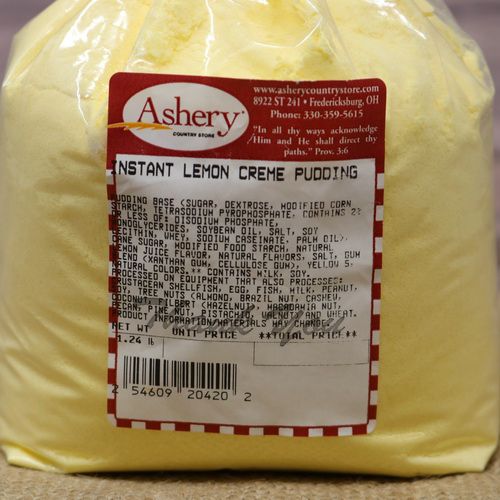 Ashery
COUNTRY STORE
www.asherycountrystore.com
8922 ST 241 • Fredericksburg, OH
Phone: 330-359-5615
"In all thy ways acknowledge
Him and He shall direct thy
paths." Prov. 3:6
INSTANT LEMON CREME PUDDING
PUDDING BASE (SUGAR, DEXTROSE, MODIFIED CORN
STARCH, TETRASODIUM PYROPHOSPHATE, CONTAINS 2%
OR LESS OF: DISODIUM PHOSPHATE,
MONOGLYCERIDES, SOYBEAN OIL, SALT, SOY
LECITHIN, WHEY, SODIUM CASEINATE, PALM OIL),
CANE SUGAR, MODIFIED FOOD STARCH, NATURAL
LEMON JUICE FLAVOR, NATURAL FLAVORS, SALT, GUM
BLEND (XANTHAN GUM, CELLULOSE GUM), YELLOW 5,
NATURAL COLORS.** CONTAINS MILK, SOY.
PROCESSED ON EQUIPMENT THAT ALSO PROCESSES:
CRUSTACEAN SHELLFISH, EGG, FISH, MILK, PEANUT,
SOY, TREE NUTS (ALMOND, BRAZIL NUT, CASHEW,
COCONUT, FILBERT (HAZELNUT), MACADAMIA NUT,
PECAN, PINE NUT, PISTACHIO, WALNUT) AND WHEAT.
PRODUCT INFORMATION/MATERIALS MAY CHANGE.
Thank You
NET WT UNIT PRICE **TOTAL PRICE**
1.24 lb
2 54609 20420 2